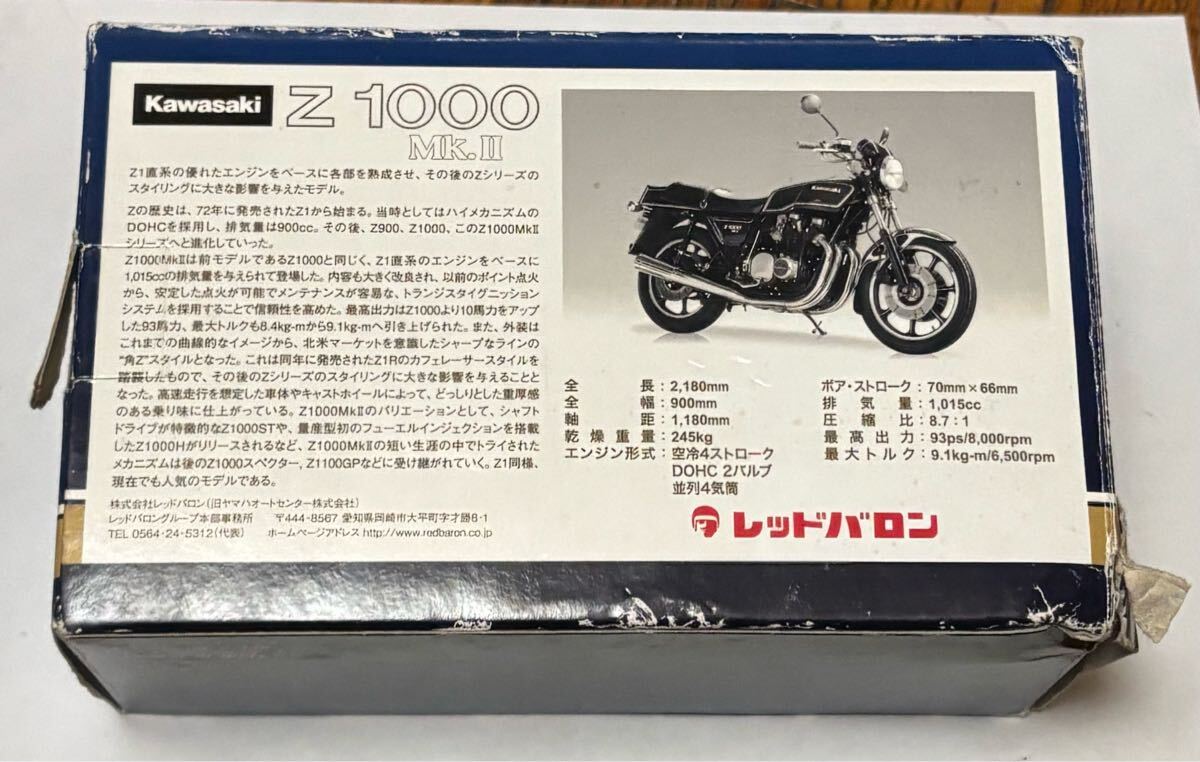 Kawasaki Z 1000
Mk.II
Z1直系の優れたエンジンをベースに各部を熟成させ、その後のZシリーズの
スタイリングに大きな影響を与えたモデル。
Zの歴史は、72年に発売されたZ1から始まる。当時としてはハイメカニズムの
DOHCを採用し、排気量は900cc。その後、Z900、Z1000、このZ1000MkII
シリーズへと進化していった。
Z1000MkIIは前モデルであるZ1000と同じく、Z1直系のエンジンをベースに
1,015ccの排気量を与えられて登場した。内容も大きく改良され、以前のポイント点火
から、安定した点火が可能でメンテナンスが容易な、トランジスタイグニッション
システムを採用することで信頼性を高めた。最高出力はZ1000より10馬力をアップ
した93馬力、最大トルクも8.4kg-mから9.1kg-mへ引き上げられた。また、外装は
これまでの曲線的なイメージから、北米マーケットを意識したシャープなラインの
"角Z"スタイルとなった。これは同年に発売されたZ1Rのカフェレーサースタイルを
踏襲したもので、その後のZシリーズのスタイリングに大きな影響を与えることと
なった。高速走行を想定した車体やキャストホイールによって、どっしりとした重厚感
のある乗り味に仕上がっている。Z1000MkIIのバリエーションとして、シャフト
ドライブが特徴的なZ1000STや、量産型初のフューエルインジェクションを搭載
したZ1000Hがリリースされるなど、Z1000MkIIの短い生涯の中でトライされた
メカニズムは後のZ1000スペクター、Z1100GPなどに受け継がれていく。Z1同様、
現在でも人気のモデルである。
株式会社レッドバロン(旧ヤマハオートセンター株式会社)
レッドバロングループ本部事務所 〒444-8567 愛知県岡崎市大平町字才勝8-1
TEL 0564-24-5312(代表) ホームページアドレス http://www.redbaron.co.jp
Kawasaki
Z1000
全長:2,180mm
全幅:900mm
軸距:1,180mm
乾燥重量:245kg
エンジン形式:空冷4ストローク
DOHC 2バルブ
並列4気筒
ボア・ストローク:70mm×66mm
排気量:1,015cc
圧縮比:8.7:1
最高出力:93ps/8,000rpm
最大トルク:9.1kg-m/6,500rpm
レッドバロン